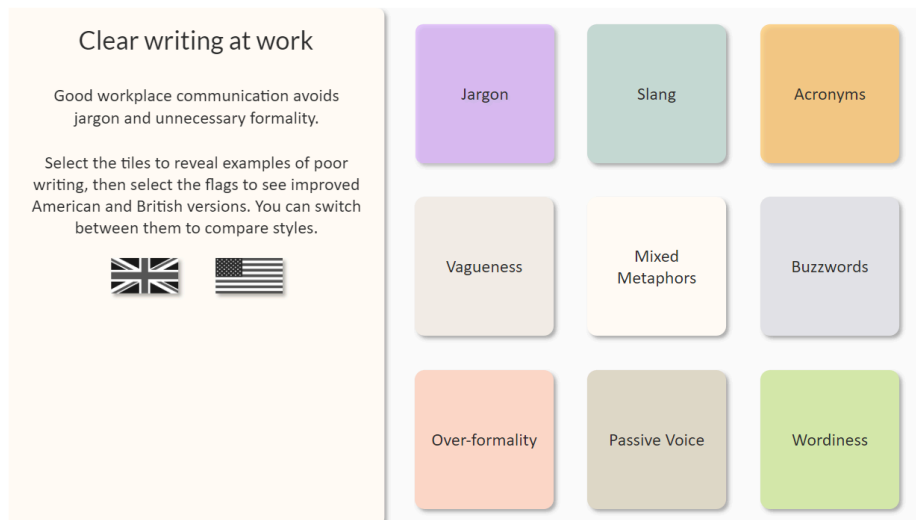 Clear writing at work
Good workplace communication avoids
jargon and unnecessary formality.
Select the tiles to reveal examples of poor
writing, then select the flags to see improved
American and British versions. You can switch
between them to compare styles.
Jargon
Slang
Acronyms
Vagueness
Mixed
Metaphors
Buzzwords
Over-formality
Passive Voice
Wordiness